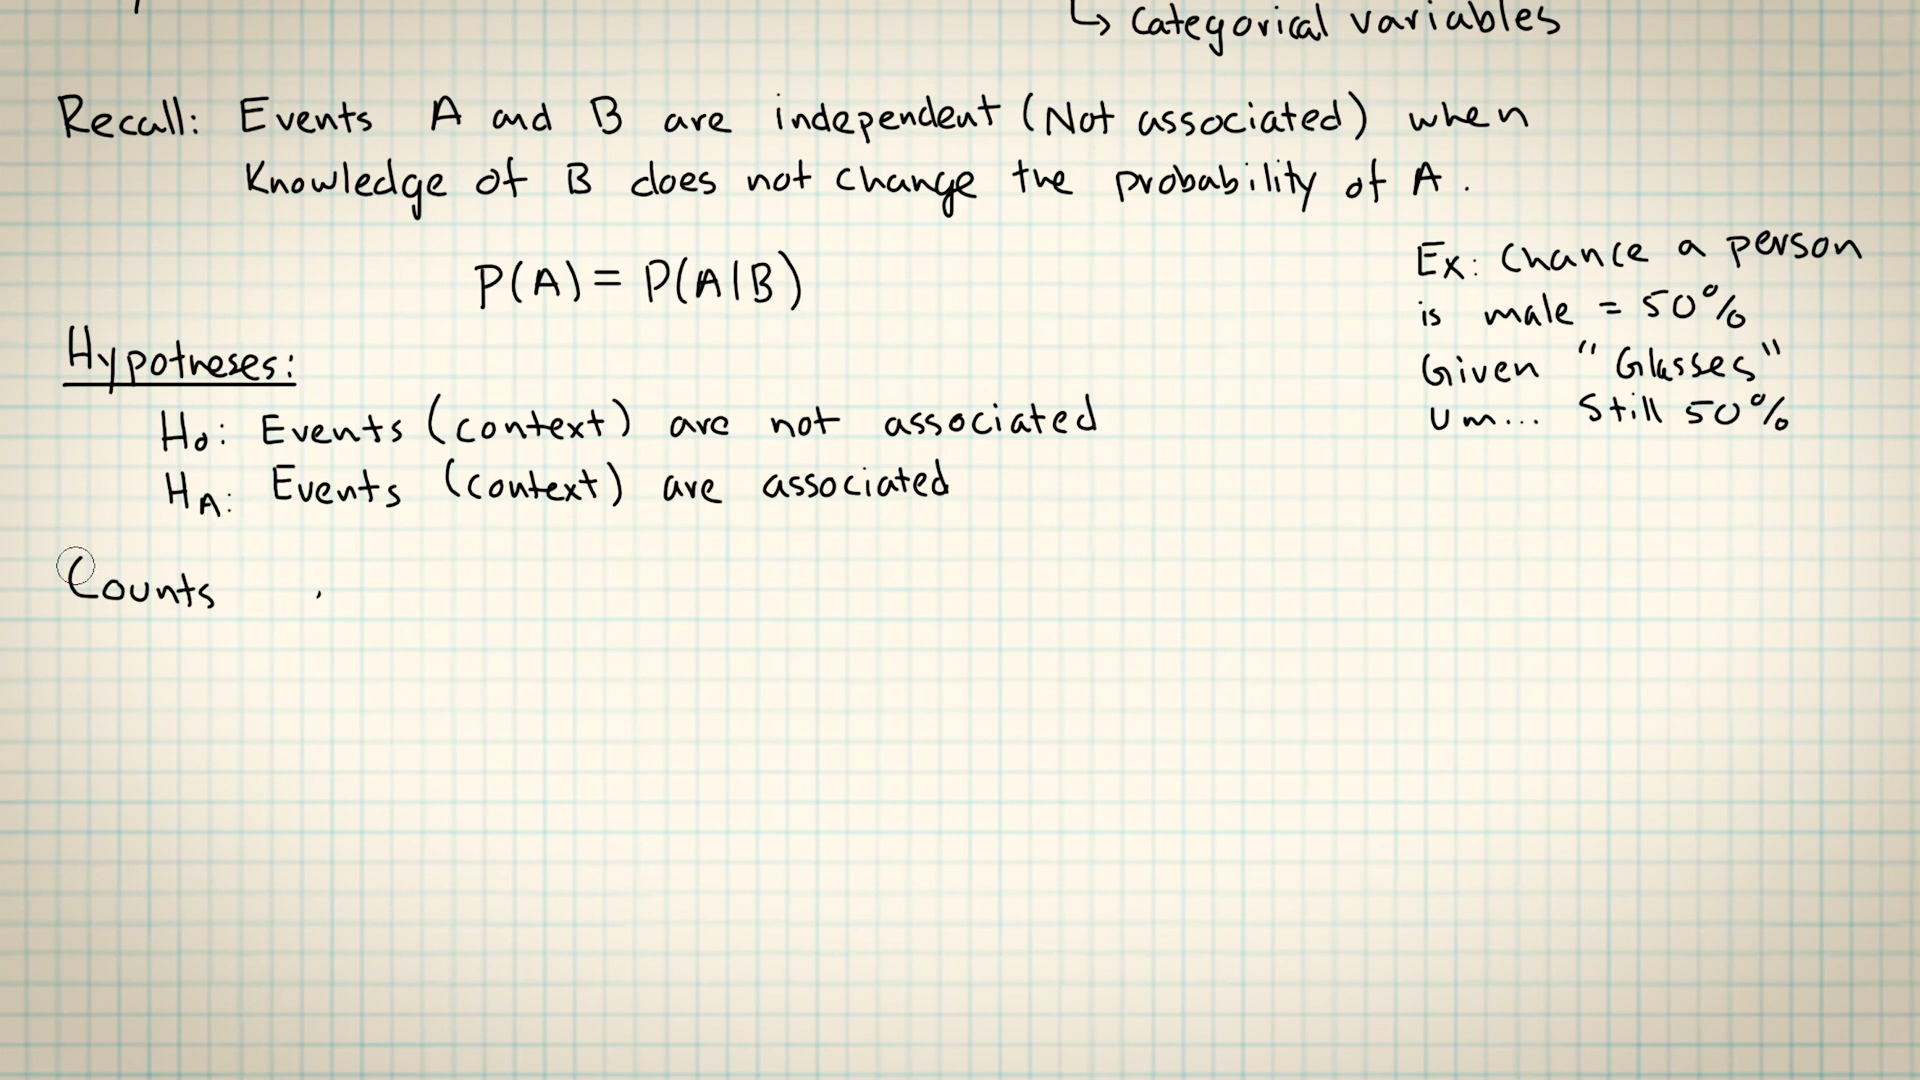 ↳ Categorical variables
Recall: Events A and B are independent (Not associated) when
Knowledge of B does not change the probability of A.
P(A) = P(A|B)
Ex: Chance a person
is male = 50%
Given "Glasses"
Um... Still 50%
Hypotheses:
H₀: Events (context) are not associated
H_A: Events (context) are associated
Counts